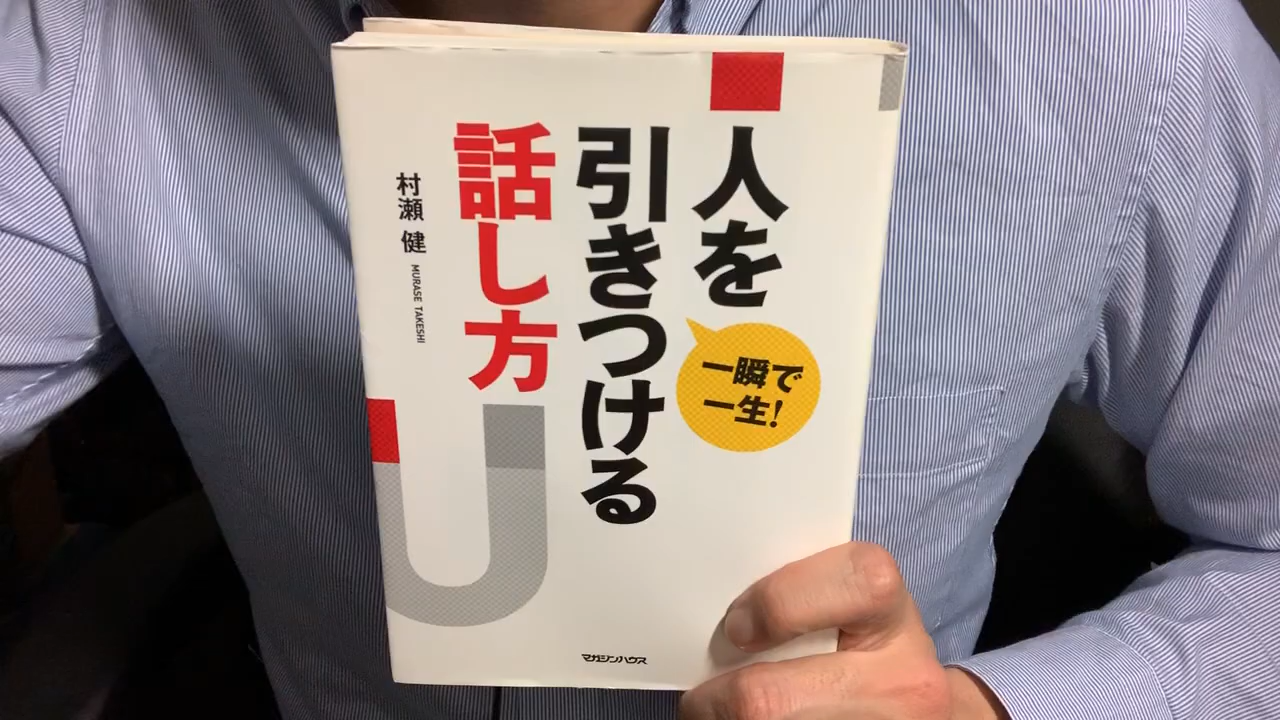 人を
引きつける
話し方
一瞬で
一生!
村瀬 健
MURASE TAKESHI
マガジンハウス